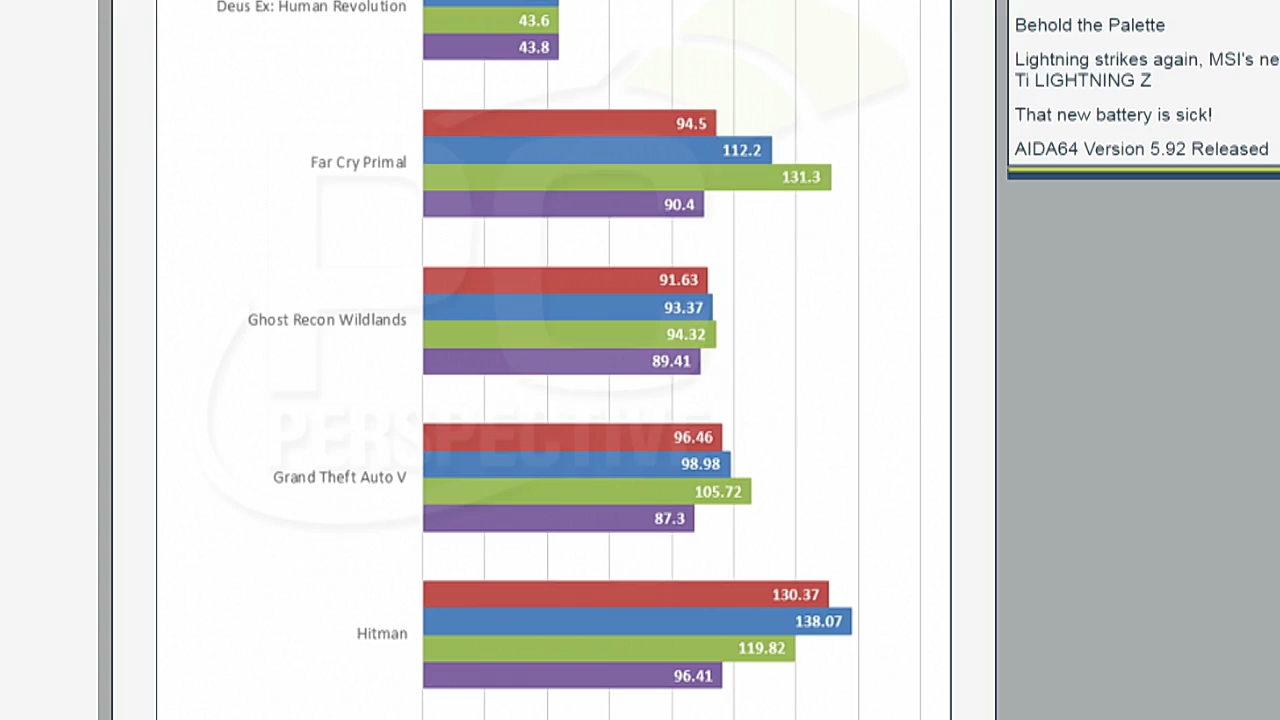 Deus Ex: Human Revolution
43.6
43.8
Far Cry Primal
94.5
112.2
131.3
90.4
Ghost Recon Wildlands
91.63
93.37
94.32
89.41
Grand Theft Auto V
96.46
98.98
105.72
87.3
Hitman
130.37
138.07
119.82
96.41
PC
PERSPECTIVE
Behold the Palette
Lightning strikes again, MSI's
Ti LIGHTNING Z
That new battery is sick!
AIDA64 Version 5.92 Released